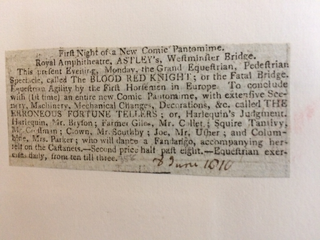 First Night of a New Comic Pantomime.
Royal Amphitheatre, ASTLEY's, Westminster Bridge.
This present Evening, Monday, the Grand Equestrian, Pedestrian
Spectacle, called The BLOOD RED KNIGHT; or the Fatal Bridge.
Equestrian Agility by the First Horsemen in Europe. To conclude
with (1st time) an entire new Comic Pantomime, with extensive Sce-
nery, Machinery, Mechanical Changes, Decorations, &c. called THE
ERRONEOUS FORTUNE TELLERS; or, Harlequin's Judgment.
Harlequin, Mr. ; Farmer Giles, Mr. Collet; Squire Tantivy,
Mr. ; Clown, Mr. Southby; Joe, Mr. Usher; and Colum-
bine, Mrs. Parker; who will dance a Fandango, accompanying her-
self on the Castanets.—Second price half past eight.—Equestrian exer-
cises daily, from ten till three.
June 1810